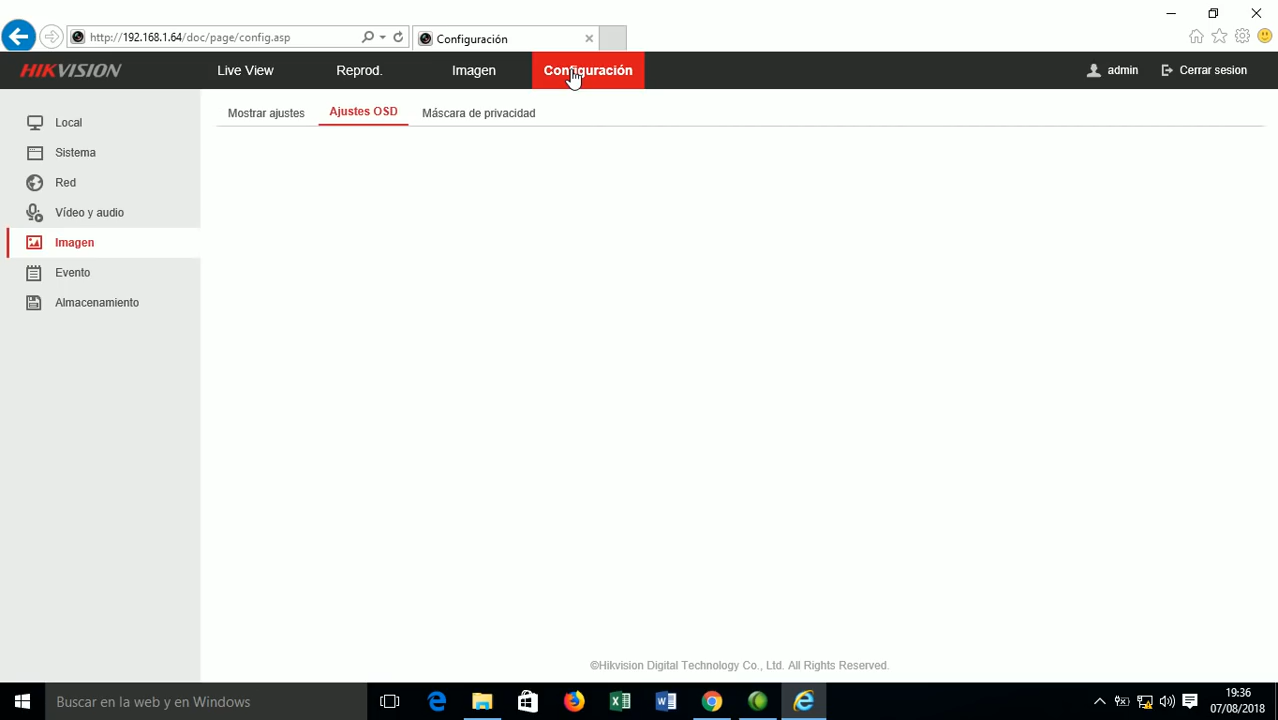 http://192.168.1.64/doc/page/config.asp
Configuración
HIKVISION
Live View
Reprod.
Imagen
Configuración
admin
Cerrar sesion
Mostrar ajustes
Ajustes OSD
Máscara de privacidad
Local
Sistema
Red
Vídeo y audio
Imagen
Evento
Almacenamiento
©Hikvision Digital Technology Co., Ltd. All Rights Reserved.
Buscar en la web y en Windows
19:36
07/08/2018